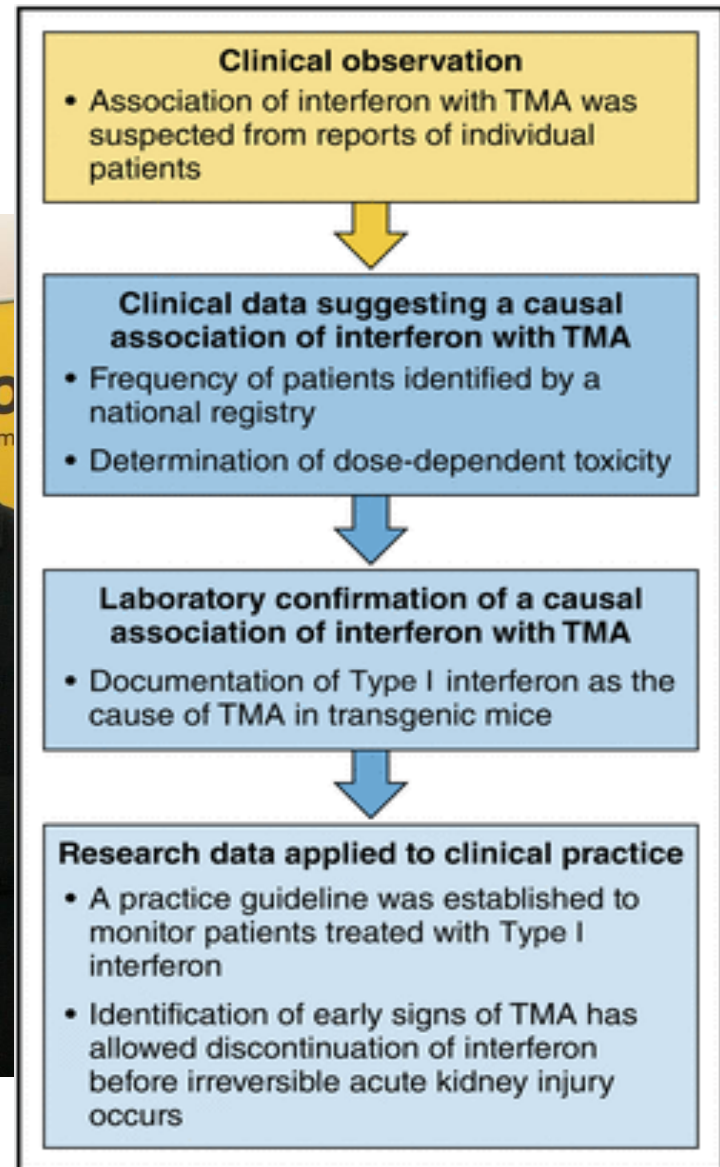 Clinical observation
• Association of interferon with TMA was
suspected from reports of individual
patients
Clinical data suggesting a causal
association of interferon with TMA
• Frequency of patients identified by a
national registry
• Determination of dose-dependent toxicity
Laboratory confirmation of a causal
association of interferon with TMA
• Documentation of Type I interferon as the
cause of TMA in transgenic mice
Research data applied to clinical practice
• A practice guideline was established to
monitor patients treated with Type I
interferon
• Identification of early signs of TMA has
allowed discontinuation of interferon
before irreversible acute kidney injury
occurs